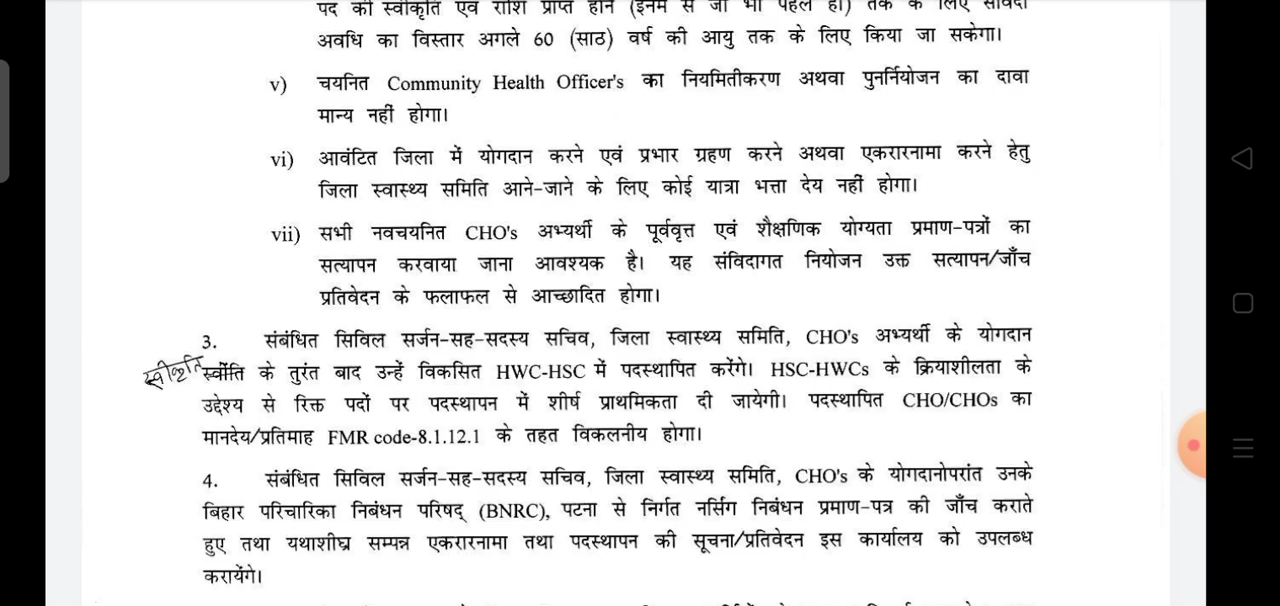 पद की स्वीकृति एवं राशि प्राप्त होने (इनमें से जो भी पहले हो) तक के लिए संविदा
अवधि का विस्तार अगले 60 (साठ) वर्ष की आयु तक के लिए किया जा सकेगा।
v) चयनित Community Health Officer's का नियमितीकरण अथवा पुनर्नियोजन का दावा
मान्य नहीं होगा।
vi) आवंटित जिला में योगदान करने एवं प्रभार ग्रहण करने अथवा एकरारनामा करने हेतु
जिला स्वास्थ्य समिति आने-जाने के लिए कोई यात्रा भत्ता देय नहीं होगा।
vii) सभी नवचयनित CHO's अभ्यर्थी के पूर्ववृत्त एवं शैक्षणिक योग्यता प्रमाण-पत्रों का
सत्यापन करवाया जाना आवश्यक है। यह संविदागत नियोजन उक्त सत्यापन/जाँच
प्रतिवेदन के फलाफल से आच्छादित होगा।
3. संबंधित सिविल सर्जन-सह-सदस्य सचिव, जिला स्वास्थ्य समिति, CHO's अभ्यर्थी के योगदान
स्वीकृति के तुरंत बाद उन्हें विकसित HWC-HSC में पदस्थापित करेंगे। HSC-HWCs के क्रियाशीलता के
उद्देश्य से रिक्त पदों पर पदस्थापन में शीर्ष प्राथमिकता दी जायेगी। पदस्थापित CHO/CHOs का
मानदेय/प्रतिमाह FMR code-8.1.12.1 के तहत विकलनीय होगा।
4. संबंधित सिविल सर्जन-सह-सदस्य सचिव, जिला स्वास्थ्य समिति, CHO's के योगदानोपरांत उनके
बिहार परिचारिका निबंधन परिषद् (BNRC), पटना से निर्गत नर्सिंग निबंधन प्रमाण-पत्र की जाँच कराते
हुए तथा यथाशीघ्र सम्पन्न एकरारनामा तथा पदस्थापन की सूचना/प्रतिवेदन इस कार्यालय को उपलब्ध
करायेंगे।